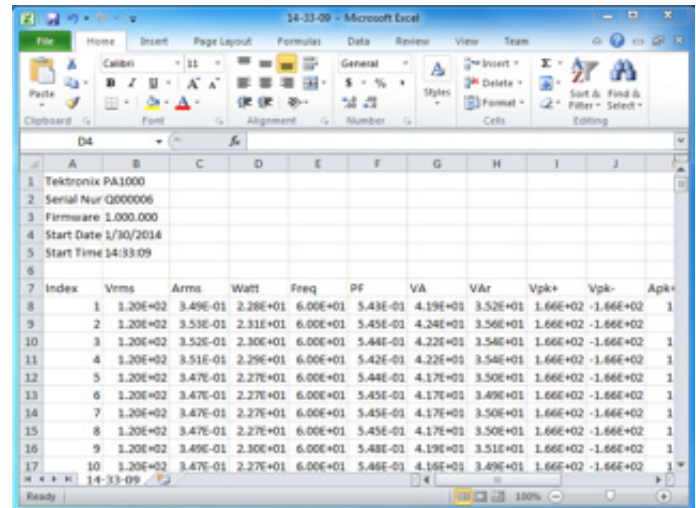 14-33-09 - Microsoft Excel
File Home Insert Page Layout Formulas Data Review View Team
Paste
Calibri 11
B I U A A A
General
$ % ,
Styles
Insert
Delete
Format
Σ
Sort & Filter
Find & Select
Clipboard Font Alignment Number Cells Editing
D4 fx
A B C D E F G H I J
1 Tektronix PA1000
2 Serial Nur Q000006
3 Firmware 1.000.000
4 Start Date 1/30/2014
5 Start Time 14:33:09
6
7 Index Vrms Arms Watt Freq PF VA VAr Vpk+ Vpk- Apk+
8 1 1.20E+02 3.49E-01 2.28E+01 6.00E+01 5.43E-01 4.19E+01 3.52E+01 1.66E+02 -1.66E+02 1
9 2 1.20E+02 3.53E-01 2.31E+01 6.00E+01 5.45E-01 4.24E+01 3.56E+01 1.66E+02 -1.66E+02
10 3 1.20E+02 3.52E-01 2.30E+01 6.00E+01 5.44E-01 4.22E+01 3.54E+01 1.66E+02 -1.66E+02 1
11 4 1.20E+02 3.51E-01 2.29E+01 6.00E+01 5.42E-01 4.22E+01 3.54E+01 1.66E+02 -1.66E+02 1
12 5 1.20E+02 3.47E-01 2.27E+01 6.00E+01 5.44E-01 4.17E+01 3.50E+01 1.66E+02 -1.66E+02 1
13 6 1.20E+02 3.47E-01 2.27E+01 6.00E+01 5.45E-01 4.17E+01 3.49E+01 1.66E+02 -1.66E+02 1
14 7 1.20E+02 3.47E-01 2.27E+01 6.00E+01 5.45E-01 4.17E+01 3.50E+01 1.66E+02 -1.66E+02 1
15 8 1.20E+02 3.47E-01 2.27E+01 6.00E+01 5.45E-01 4.17E+01 3.50E+01 1.66E+02 -1.66E+02 1
16 9 1.20E+02 3.49E-01 2.30E+01 6.00E+01 5.48E-01 4.19E+01 3.51E+01 1.66E+02 -1.66E+02 1
17 10 1.20E+02 3.47E-01 2.27E+01 6.00E+01 5.46E-01 4.16E+01 3.49E+01 1.66E+02 -1.66E+02 1
14-33-09
Ready 100%